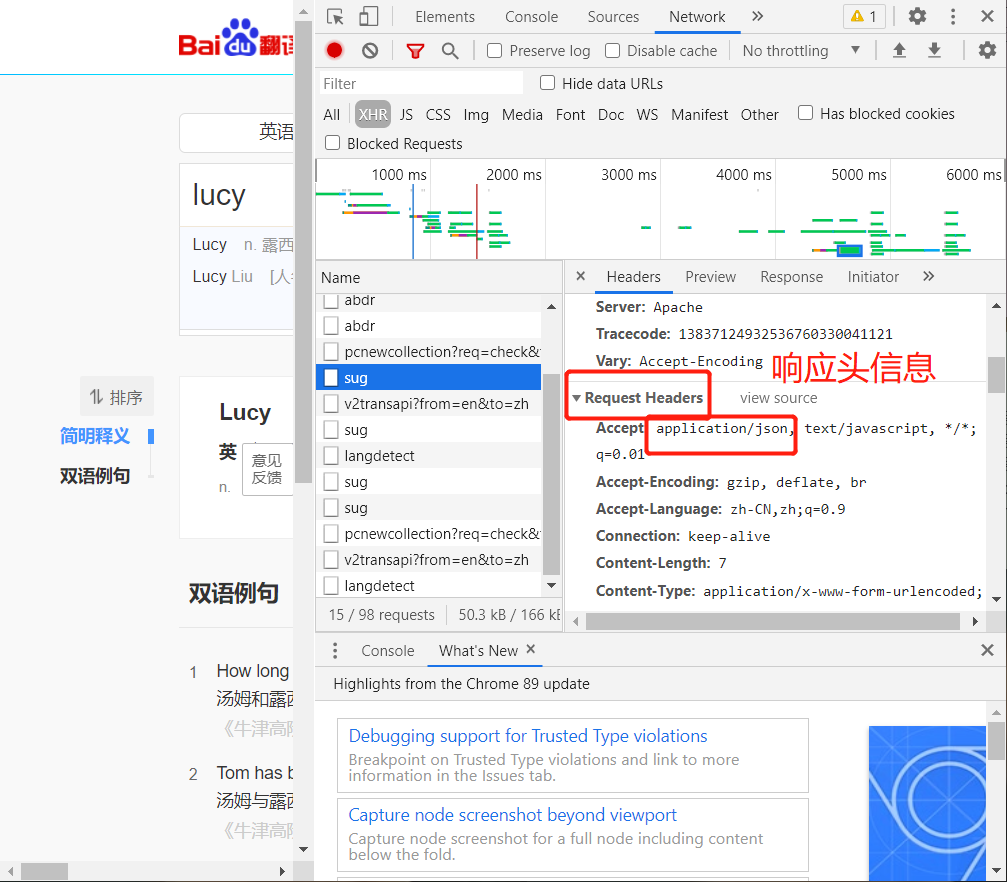 Bai du 翻译
英语
lucy
Lucy n. 露西
Lucy Liu [人名
排序
简明释义
双语例句
Lucy
英
n.
意见
反馈
双语例句
1 How long
汤姆和露西
《牛津高阶
2 Tom has b
汤姆与露西
《牛津高阶
Elements Console Sources Network » 1
Preserve log Disable cache No throttling
Filter Hide data URLs
All XHR JS CSS Img Media Font Doc WS Manifest Other Has blocked cookies
Blocked Requests
1000 ms 2000 ms 3000 ms 4000 ms 5000 ms 6000 ms
Name
abdr
abdr
pcnewcollection?req=check&
sug
v2transapi?from=en&to=zh
sug
langdetect
sug
sug
pcnewcollection?req=check&
v2transapi?from=en&to=zh
langdetect
15 / 98 requests 50.3 kB / 166 kB
× Headers Preview Response Initiator »
Server: Apache
Tracecode: 13837124932536760330041121
Vary: Accept-Encoding
响应头信息
Request Headers view source
Accept application/json, text/javascript, */*;
q=0.01
Accept-Encoding: gzip, deflate, br
Accept-Language: zh-CN,zh;q=0.9
Connection: keep-alive
Content-Length: 7
Content-Type: application/x-www-form-urlencoded;
Console What's New ×
Highlights from the Chrome 89 update
Debugging support for Trusted Type violations
Breakpoint on Trusted Type violations and link to more
information in the Issues tab.
Capture node screenshot beyond viewport
Capture node screenshot for a full node including content
below the fold.